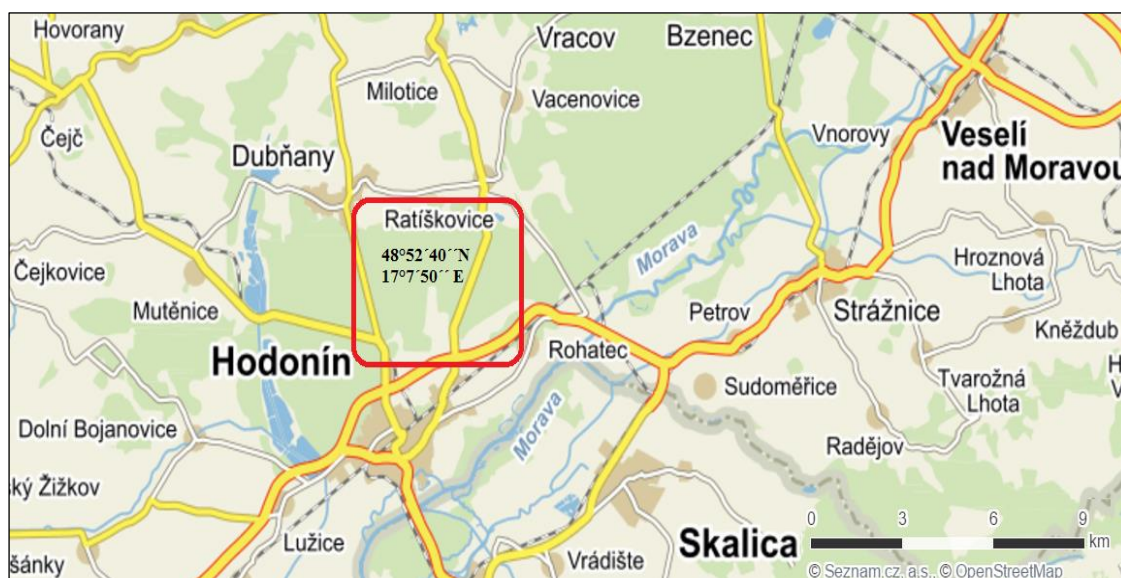 Hovorany
Vracov
Bzenec
Milotice
Vacenovice
Vnorovy
Veselí
nad Moravou
Čejč
Dubňany
Ratíškovice
48°52´40´´N
17°7´50´´ E
Morava
Čejkovice
Mutěnice
Hodonín
Rohatec
Petrov
Strážnice
Hroznová
Lhota
Kněždub
Sudoměřice
Tvarožná
Lhota
Radějov
Dolní Bojanovice
Morava
ský Žižkov
Lužice
šánky
Vrádište
Skalica
0 3 6 9
km
© Seznam.cz, a.s., © OpenStreetMap